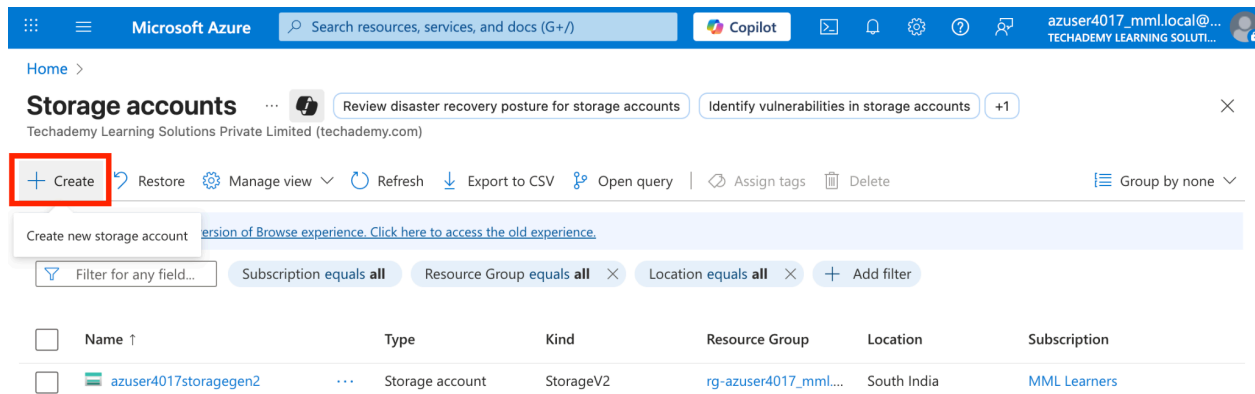 Microsoft Azure Search resources, services, and docs (G+/) Copilot azuser4017_mml.local@...
TECHADEMY LEARNING SOLUTI...
Home >
Storage accounts ... Review disaster recovery posture for storage accounts Identify vulnerabilities in storage accounts +1
Techademy Learning Solutions Private Limited (techademy.com)
+ Create Restore Manage view Refresh Export to CSV Open query | Assign tags Delete Group by none
Create new storage account ersion of Browse experience. Click here to access the old experience.
Filter for any field... Subscription equals all Resource Group equals all Location equals all + Add filter
Name ↑ Type Kind Resource Group Location Subscription
azuser4017storagegen2 ... Storage account StorageV2 rg-azuser4017_mml.... South India MML Learners